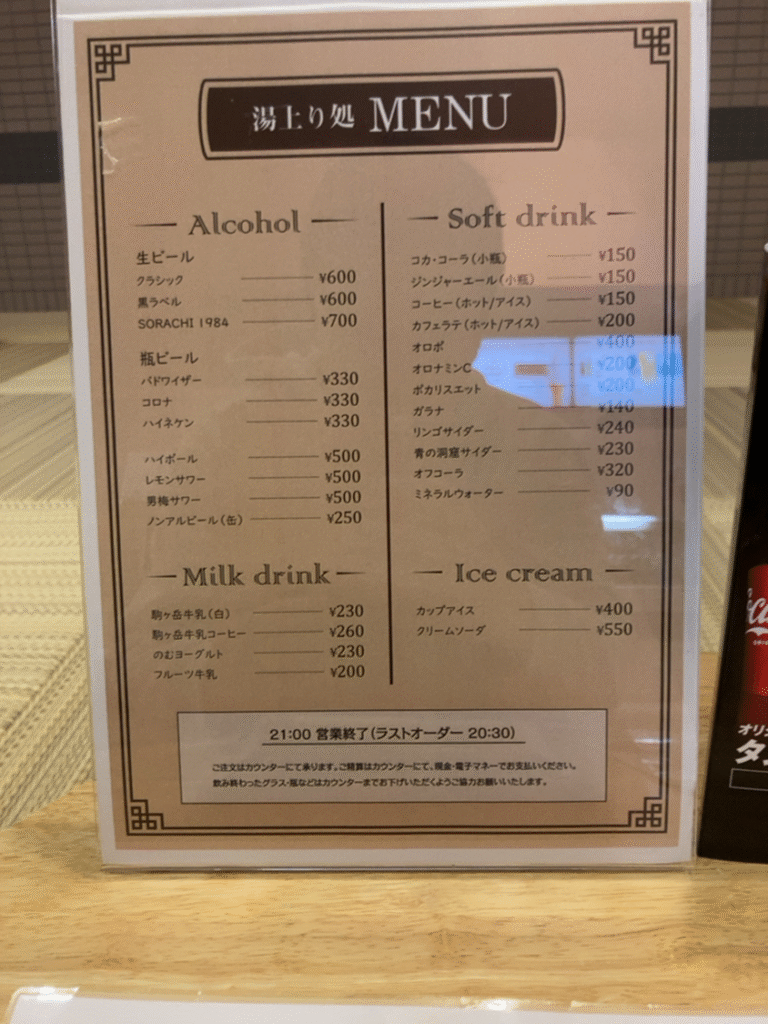 湯上り処 MENU
Alcohol
生ビール
クラシック ¥600
黒ラベル ¥600
SORACHI 1984 ¥700
瓶ビール
バドワイザー ¥330
コロナ ¥330
ハイネケン ¥330
ハイボール ¥500
レモンサワー ¥500
男梅サワー ¥500
ノンアルビール(缶) ¥250
Milk drink
駒ヶ岳牛乳(白) ¥230
駒ヶ岳牛乳コーヒー ¥260
のむヨーグルト ¥230
フルーツ牛乳 ¥200
Soft drink
コカ・コーラ(小瓶) ¥150
ジンジャーエール(小瓶) ¥150
コーヒー(ホット/アイス) ¥150
カフェラテ(ホット/アイス) ¥200
オロポ ¥400
オロナミンC ¥200
ポカリスエット ¥200
ガラナ ¥140
リンゴサイダー ¥240
青の洞窟サイダー ¥230
オフコーラ ¥320
ミネラルウォーター ¥90
Ice cream
カップアイス ¥400
クリームソーダ ¥550
21:00 営業終了(ラストオーダー 20:30)
ご注文はカウンターにて承ります。ご精算はカウンターにて、現金・電子マネーでお支払いください。
飲み終わったグラス・瓶などはカウンターまでお下げいただくようご協力お願いいたします。
オリ
タ